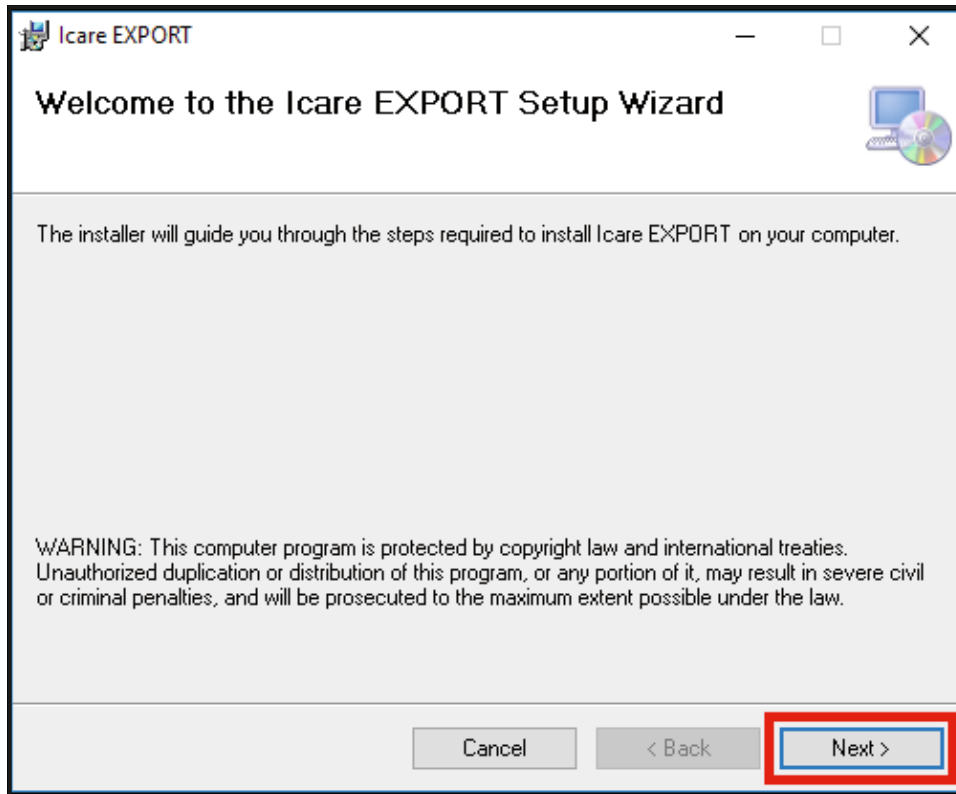 Icare EXPORT
Welcome to the Icare EXPORT Setup Wizard
The installer will guide you through the steps required to install Icare EXPORT on your computer.
WARNING: This computer program is protected by copyright law and international treaties.
Unauthorized duplication or distribution of this program, or any portion of it, may result in severe civil
or criminal penalties, and will be prosecuted to the maximum extent possible under the law.
Cancel < Back Next >